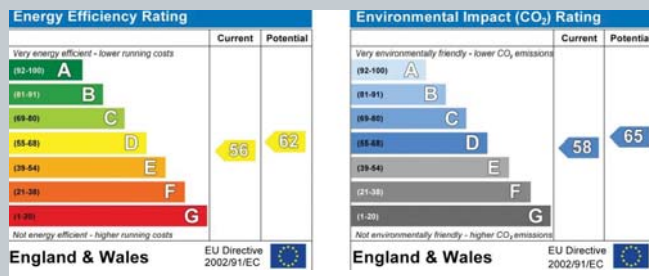 Energy Efficiency Rating
Current Potential
Very energy efficient - lower running costs
(92-100) A
(81-91) B
(69-80) C
(55-68) D
(39-54) E
(21-38) F
(1-20) G
56
62
Not energy efficient - higher running costs
England & Wales
EU Directive
2002/91/EC
Environmental Impact (CO₂) Rating
Current Potential
Very environmentally friendly - lower CO₂ emissions
(92-100) A
(81-91) B
(69-80) C
(55-68) D
(39-54) E
(21-38) F
(1-20) G
58
65
Not environmentally friendly - higher CO₂ emissions
England & Wales
EU Directive
2002/91/EC